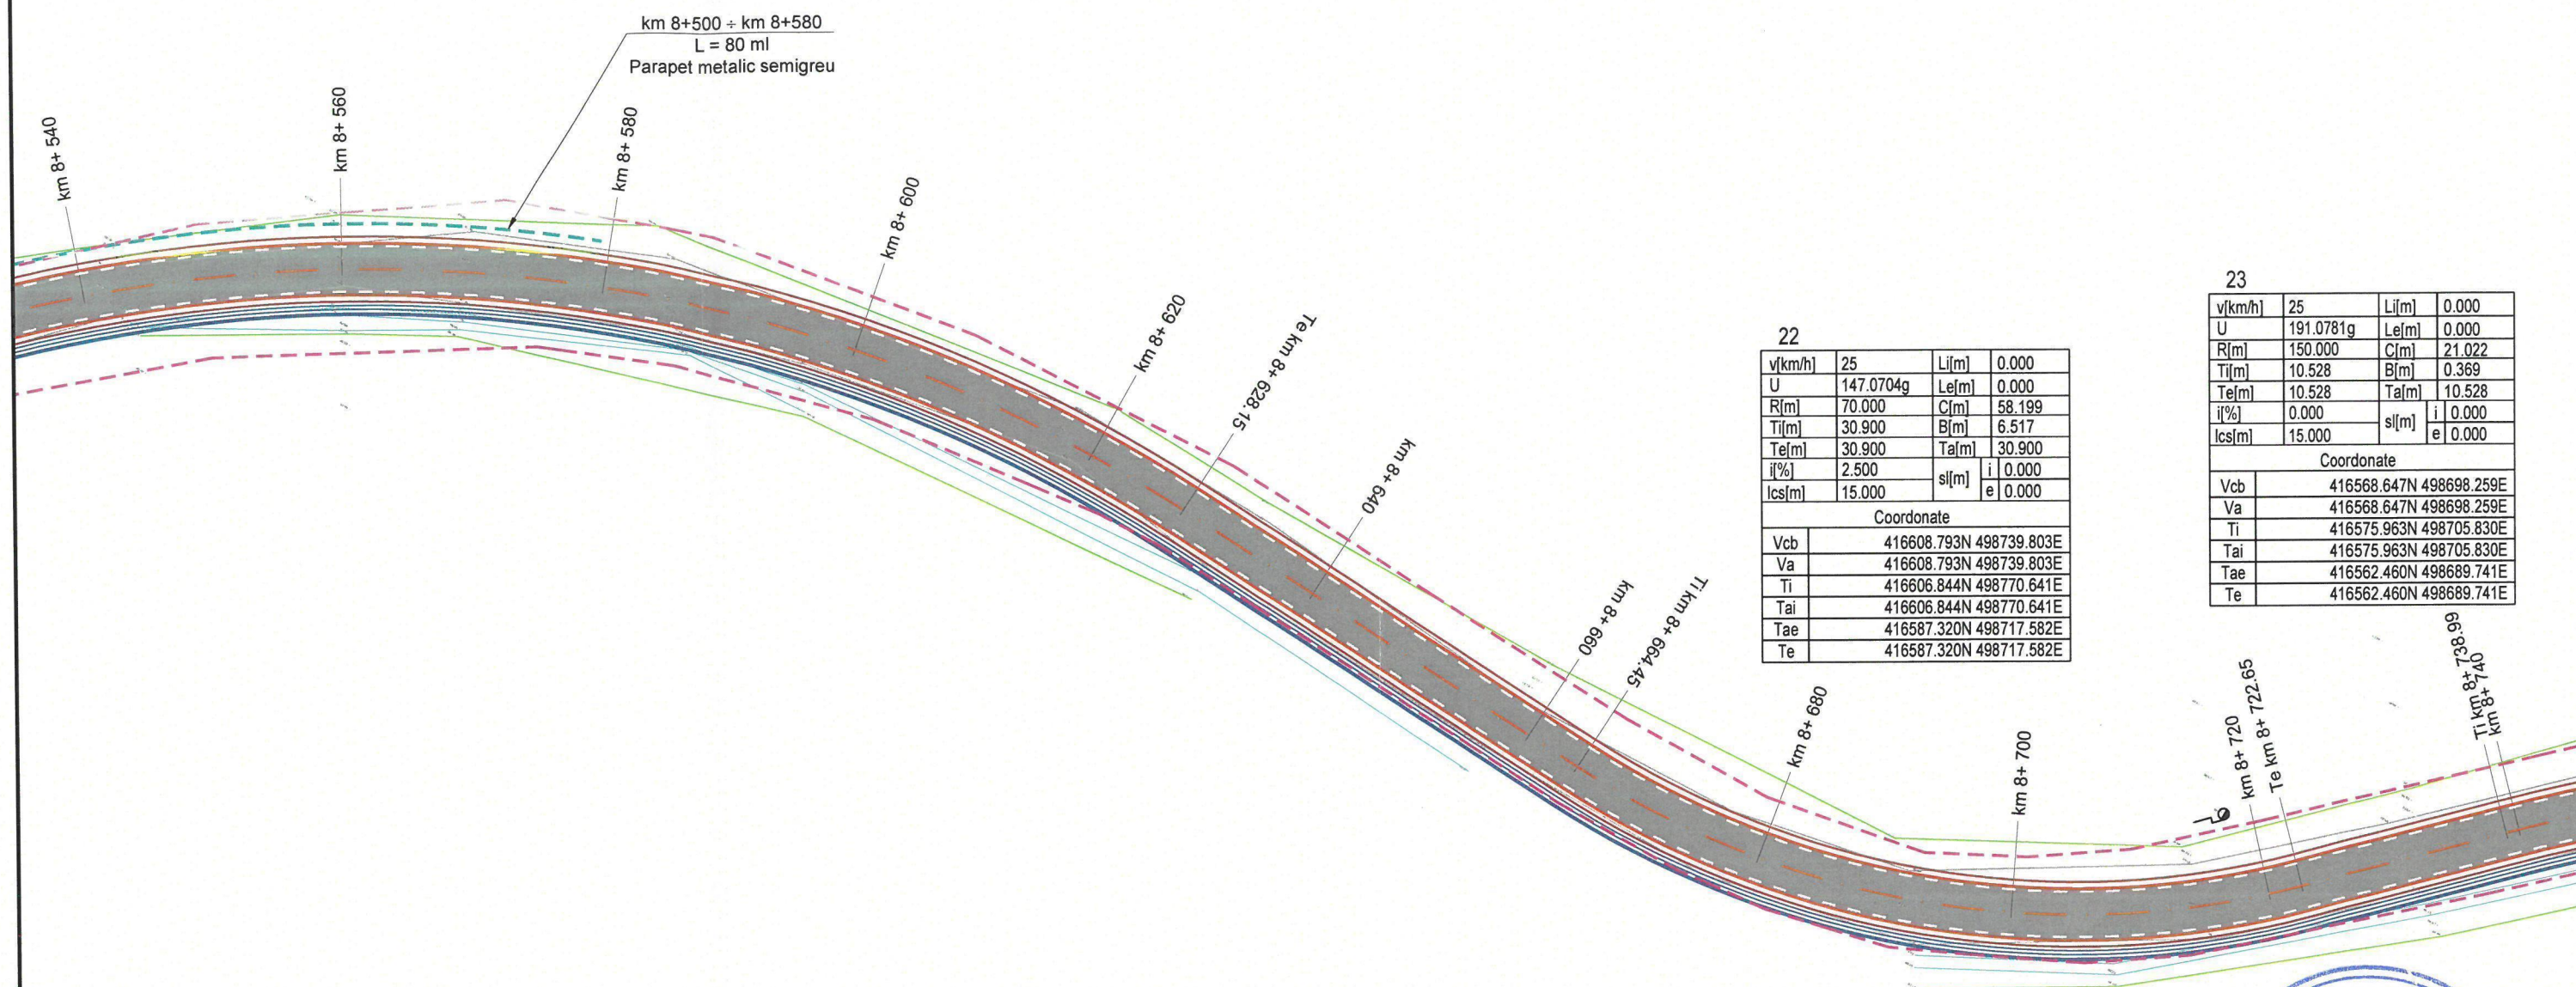 km 8+500 ÷ km 8+580
L = 80 ml
Parapet metalic semigreu
km 8+ 540
km 8+ 560
km 8+ 580
km 8+ 600
km 8+ 620
Te km 8+ 628.15
km 8+ 640
km 8+ 660
Ti km 8+ 664.45
km 8+ 680
km 8+ 700
km 8+ 720
Te km 8+ 722.65
Ti km 8+ 738.99
km 8+ 740
22
v[km/h] 25 Li[m] 0.000
U 147.0704g Le[m] 0.000
R[m] 70.000 C[m] 58.199
Ti[m] 30.900 B[m] 6.517
Te[m] 30.900 Ta[m] 30.900
i[%] 2.500 sl[m] i 0.000
lcs[m] 15.000 e 0.000
Coordonate
Vcb 416608.793N 498739.803E
Va 416608.793N 498739.803E
Ti 416606.844N 498770.641E
Tai 416606.844N 498770.641E
Tae 416587.320N 498717.582E
Te 416587.320N 498717.582E
23
v[km/h] 25 Li[m] 0.000
U 191.0781g Le[m] 0.000
R[m] 150.000 C[m] 21.022
Ti[m] 10.528 B[m] 0.369
Te[m] 10.528 Ta[m] 10.528
i[%] 0.000 sl[m] i 0.000
lcs[m] 15.000 e 0.000
Coordonate
Vcb 416568.647N 498698.259E
Va 416568.647N 498698.259E
Ti 416575.963N 498705.830E
Tai 416575.963N 498705.830E
Tae 416562.460N 498689.741E
Te 416562.460N 498689.741E